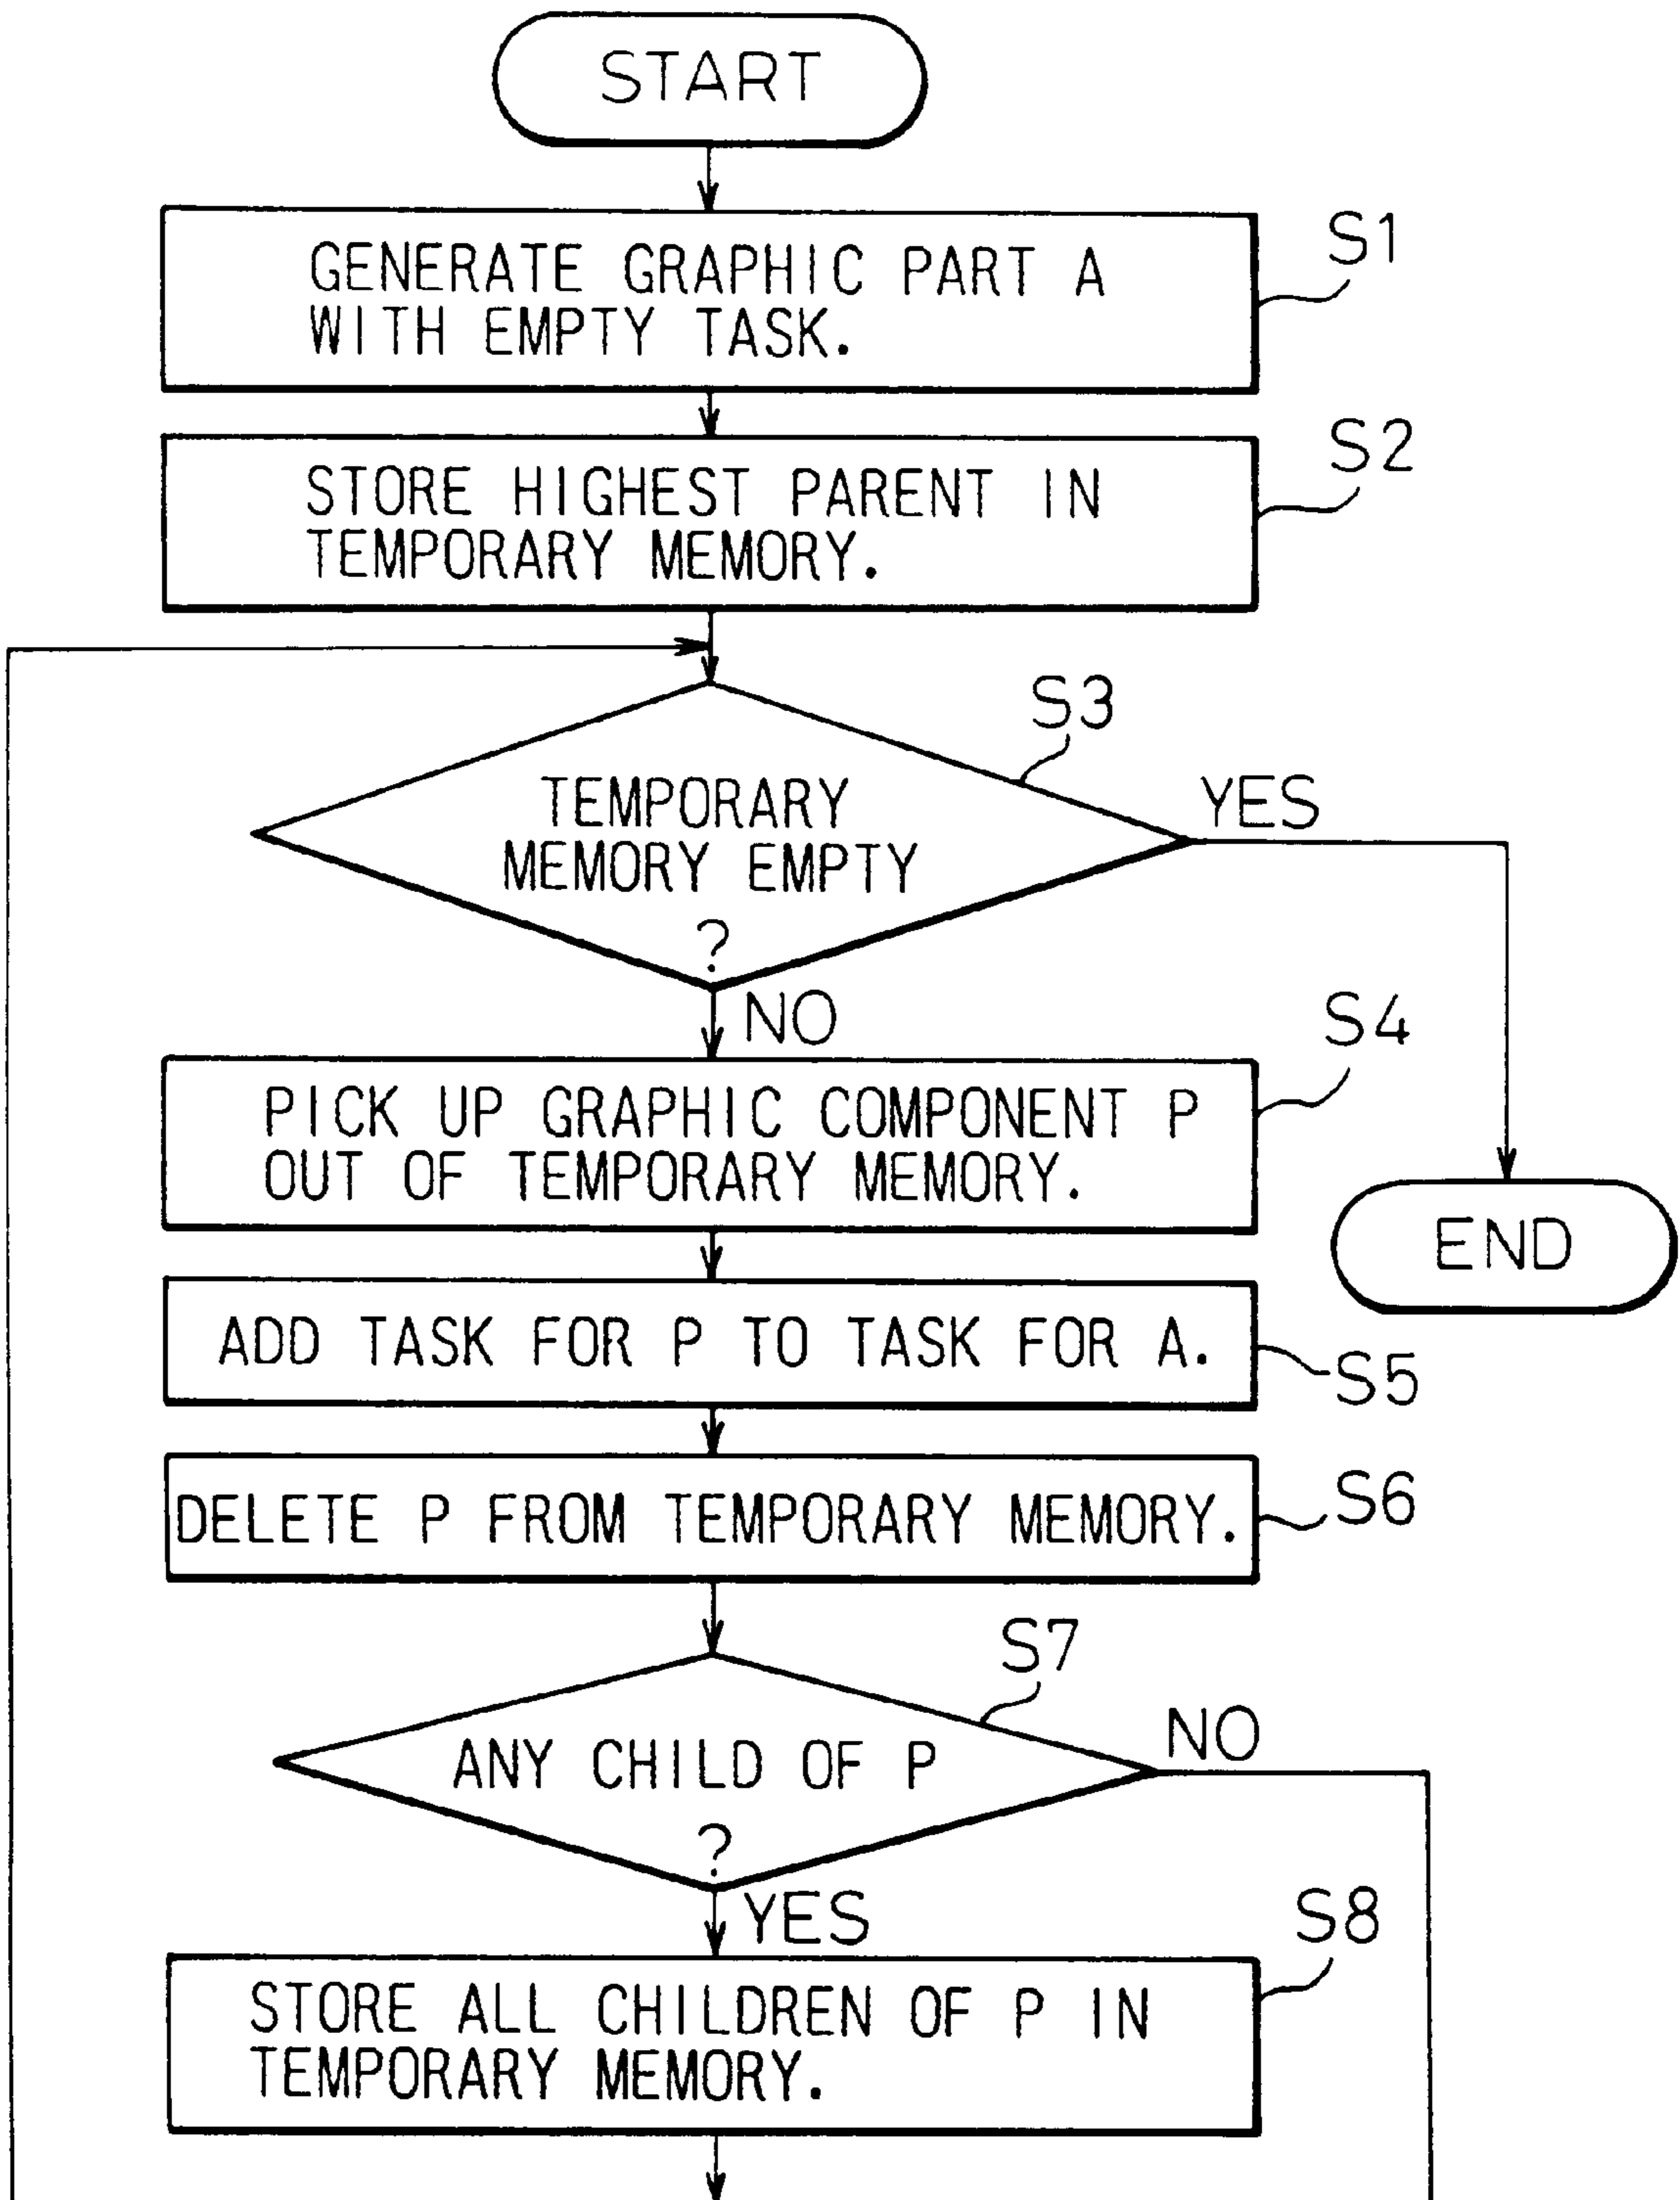 START
S1
GENERATE GRAPHIC PART A
WITH EMPTY TASK.
S2
STORE HIGHEST PARENT IN
TEMPORARY MEMORY.
S3
TEMPORARY
MEMORY EMPTY
?
YES
NO
S4
PICK UP GRAPHIC COMPONENT P
OUT OF TEMPORARY MEMORY.
END
ADD TASK FOR P TO TASK FOR A.
S5
DELETE P FROM TEMPORARY MEMORY.
S6
S7
ANY CHILD OF P
?
NO
YES
S8
STORE ALL CHILDREN OF P IN
TEMPORARY MEMORY.